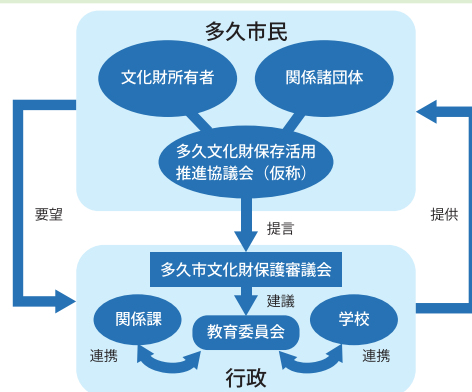 多久市民
文化財所有者
関係諸団体
多久文化財保存活用
推進協議会（仮称）
要望
提言
提供
多久市文化財保護審議会
建議
関係課
教育委員会
学校
連携
連携
行政